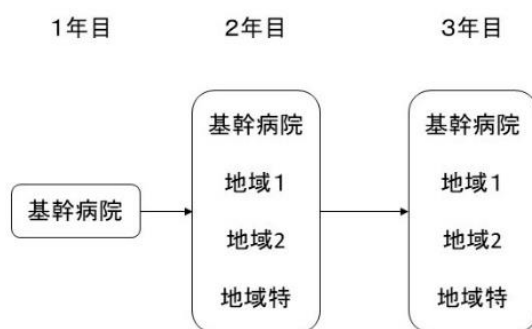 1年目
2年目
3年目
基幹病院
基幹病院
地域1
地域2
地域特
基幹病院
地域1
地域2
地域特